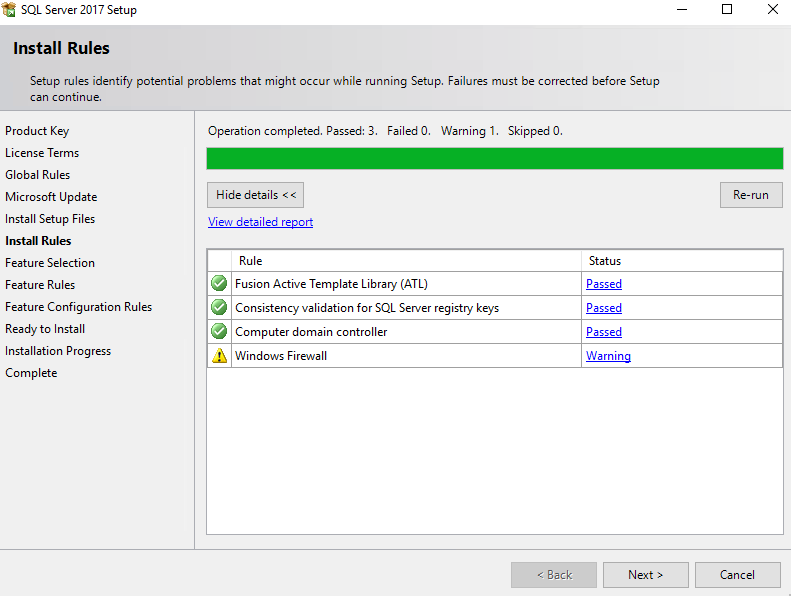 SQL Server 2017 Setup
Install Rules
Setup rules identify potential problems that might occur while running Setup. Failures must be corrected before Setup
can continue.
Product Key
License Terms
Global Rules
Microsoft Update
Install Setup Files
Install Rules
Feature Selection
Feature Rules
Feature Configuration Rules
Ready to Install
Installation Progress
Complete
Operation completed. Passed: 3.   Failed 0.   Warning 1.   Skipped 0.
Hide details <<
Re-run
View detailed report
Rule Status
Fusion Active Template Library (ATL) Passed
Consistency validation for SQL Server registry keys Passed
Computer domain controller Passed
Windows Firewall Warning
< Back Next > Cancel